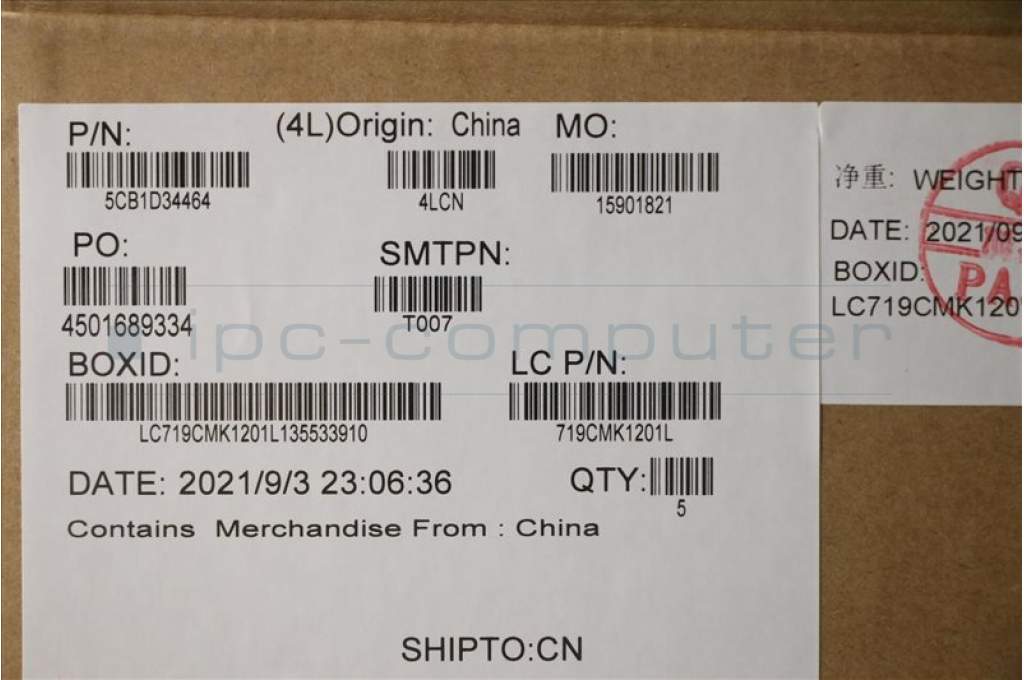 P/N: (4L)Origin: China MO:
5CB1D34464 4LCN 15901821
PO: SMTPN:
4501689334 T007
BOXID: LC P/N:
LC719CMK1201L135533910 719CMK1201L
DATE: 2021/9/3 23:06:36 QTY:
5
Contains Merchandise From : China
SHIPTO:CN
净重: WEIGHT
DATE: 2021/09
BOXID:
LC719CMK120
PA
ipc-computer